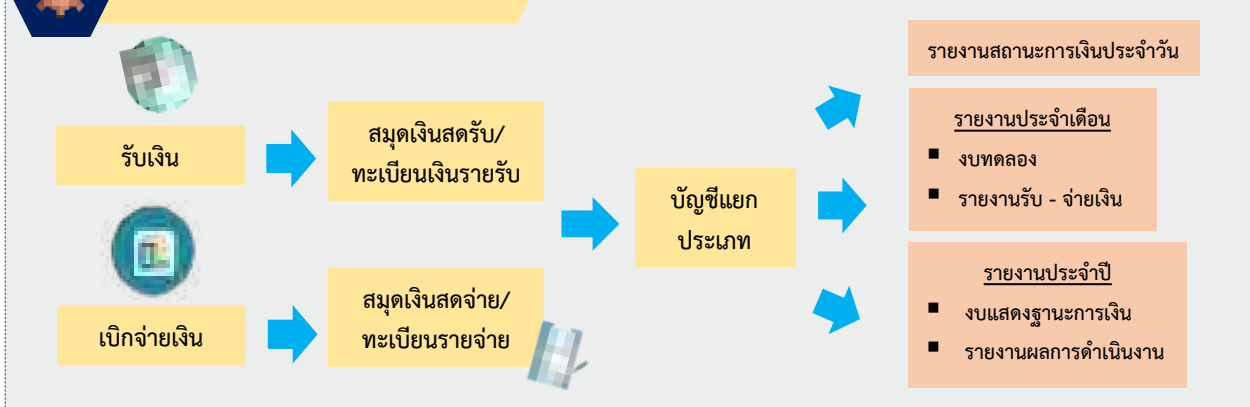 รับเงิน
สมุดเงินสดรับ/
ทะเบียนเงินรายรับ
เบิกจ่ายเงิน
สมุดเงินสดจ่าย/
ทะเบียนรายจ่าย
บัญชีแยก
ประเภท
รายงานสถานะการเงินประจำวัน
รายงานประจำเดือน
▪ งบทดลอง
▪ รายงานรับ - จ่ายเงิน
รายงานประจำปี
▪ งบแสดงฐานะการเงิน
▪ รายงานผลการดำเนินงาน